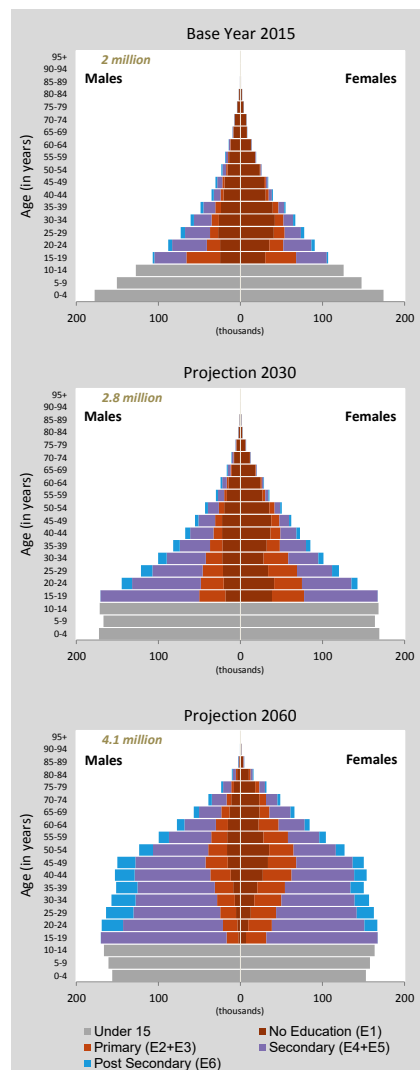 Base Year 2015
2 million
Males
Females
Age (in years)
95+
90-94
85-89
80-84
75-79
70-74
65-69
60-64
55-59
50-54
45-49
40-44
35-39
30-34
25-29
20-24
15-19
10-14
5-9
0-4
200 100 0 100 200
(thousands)
Projection 2030
2.8 million
Males
Females
Age (in years)
95+
90-94
85-89
80-84
75-79
70-74
65-69
60-64
55-59
50-54
45-49
40-44
35-39
30-34
25-29
20-24
15-19
10-14
5-9
0-4
200 100 0 100 200
(thousands)
Projection 2060
4.1 million
Males
Females
Age (in years)
95+
90-94
85-89
80-84
75-79
70-74
65-69
60-64
55-59
50-54
45-49
40-44
35-39
30-34
25-29
20-24
15-19
10-14
5-9
0-4
200 100 0 100 200
(thousands)
Under 15 No Education (E1)
Primary (E2+E3) Secondary (E4+E5)
Post Secondary (E6)